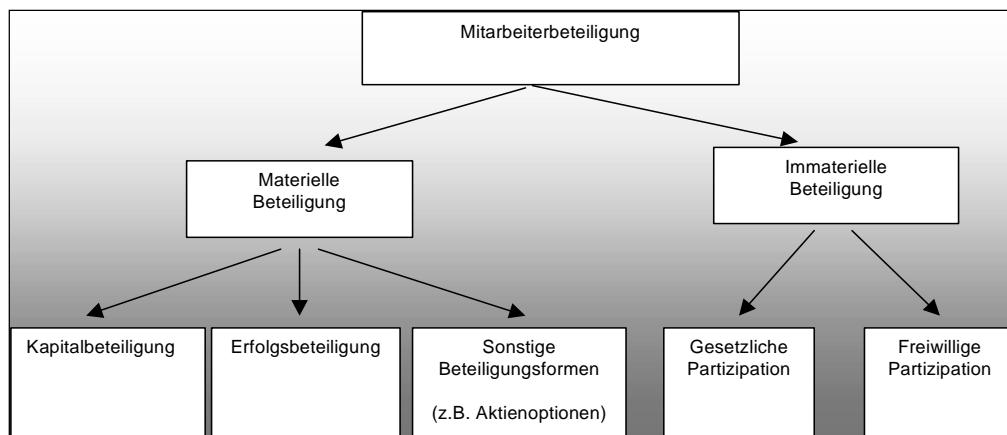 Mitarbeiterbeteiligung
Materielle
Beteiligung
Immaterielle
Beteiligung
Kapitalbeteiligung
Erfolgsbeteiligung
Sonstige
Beteiligungsformen
(z.B. Aktienoptionen)
Gesetzliche
Partizipation
Freiwillige
Partizipation